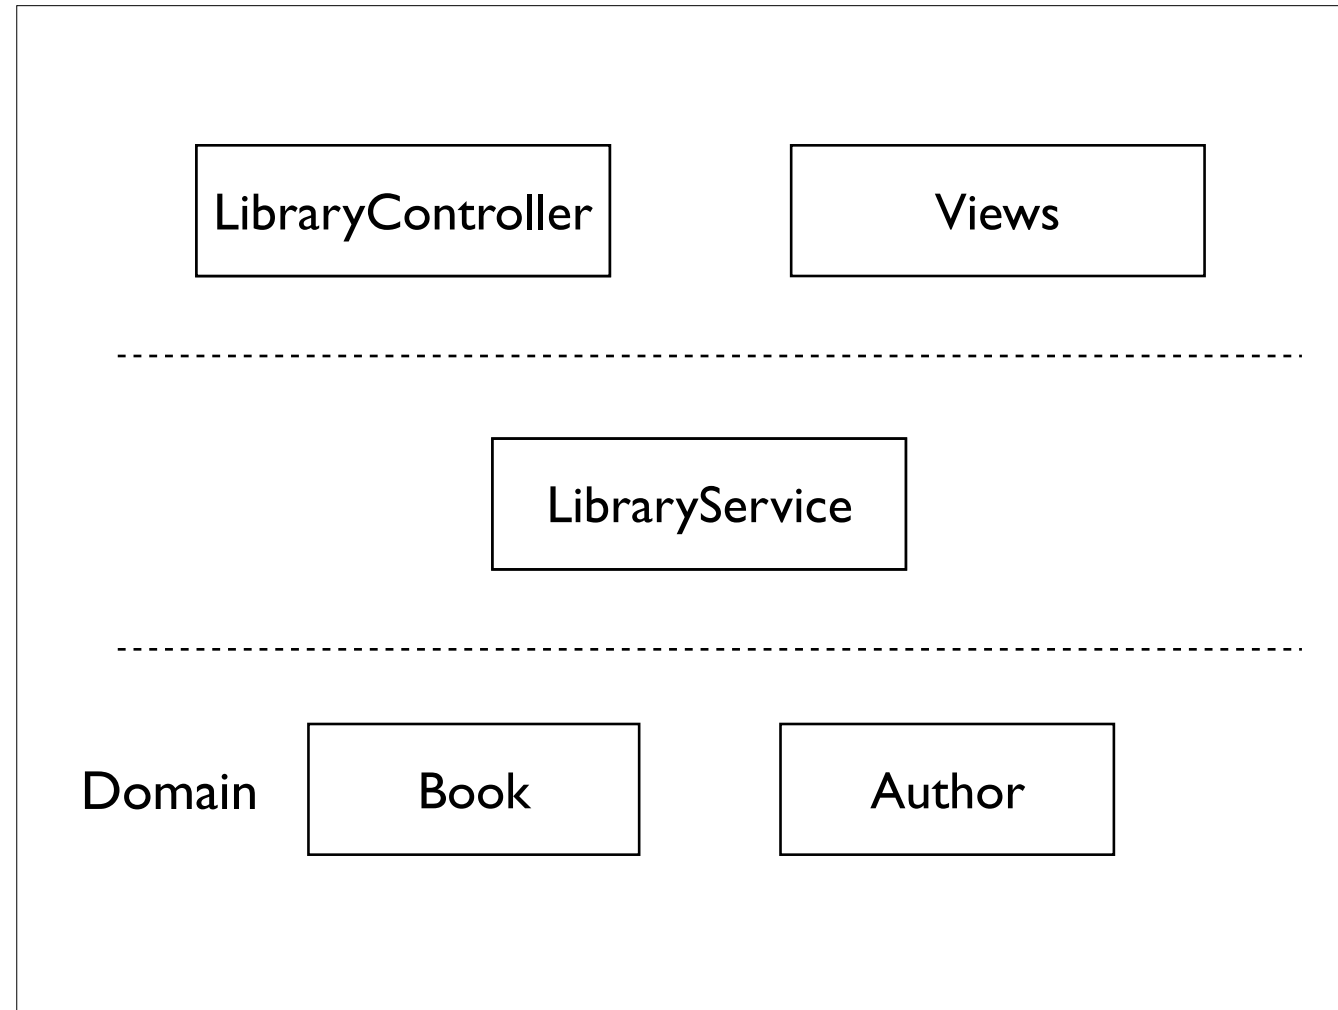 LibraryController
Views
LibraryService
Domain
Book
Author